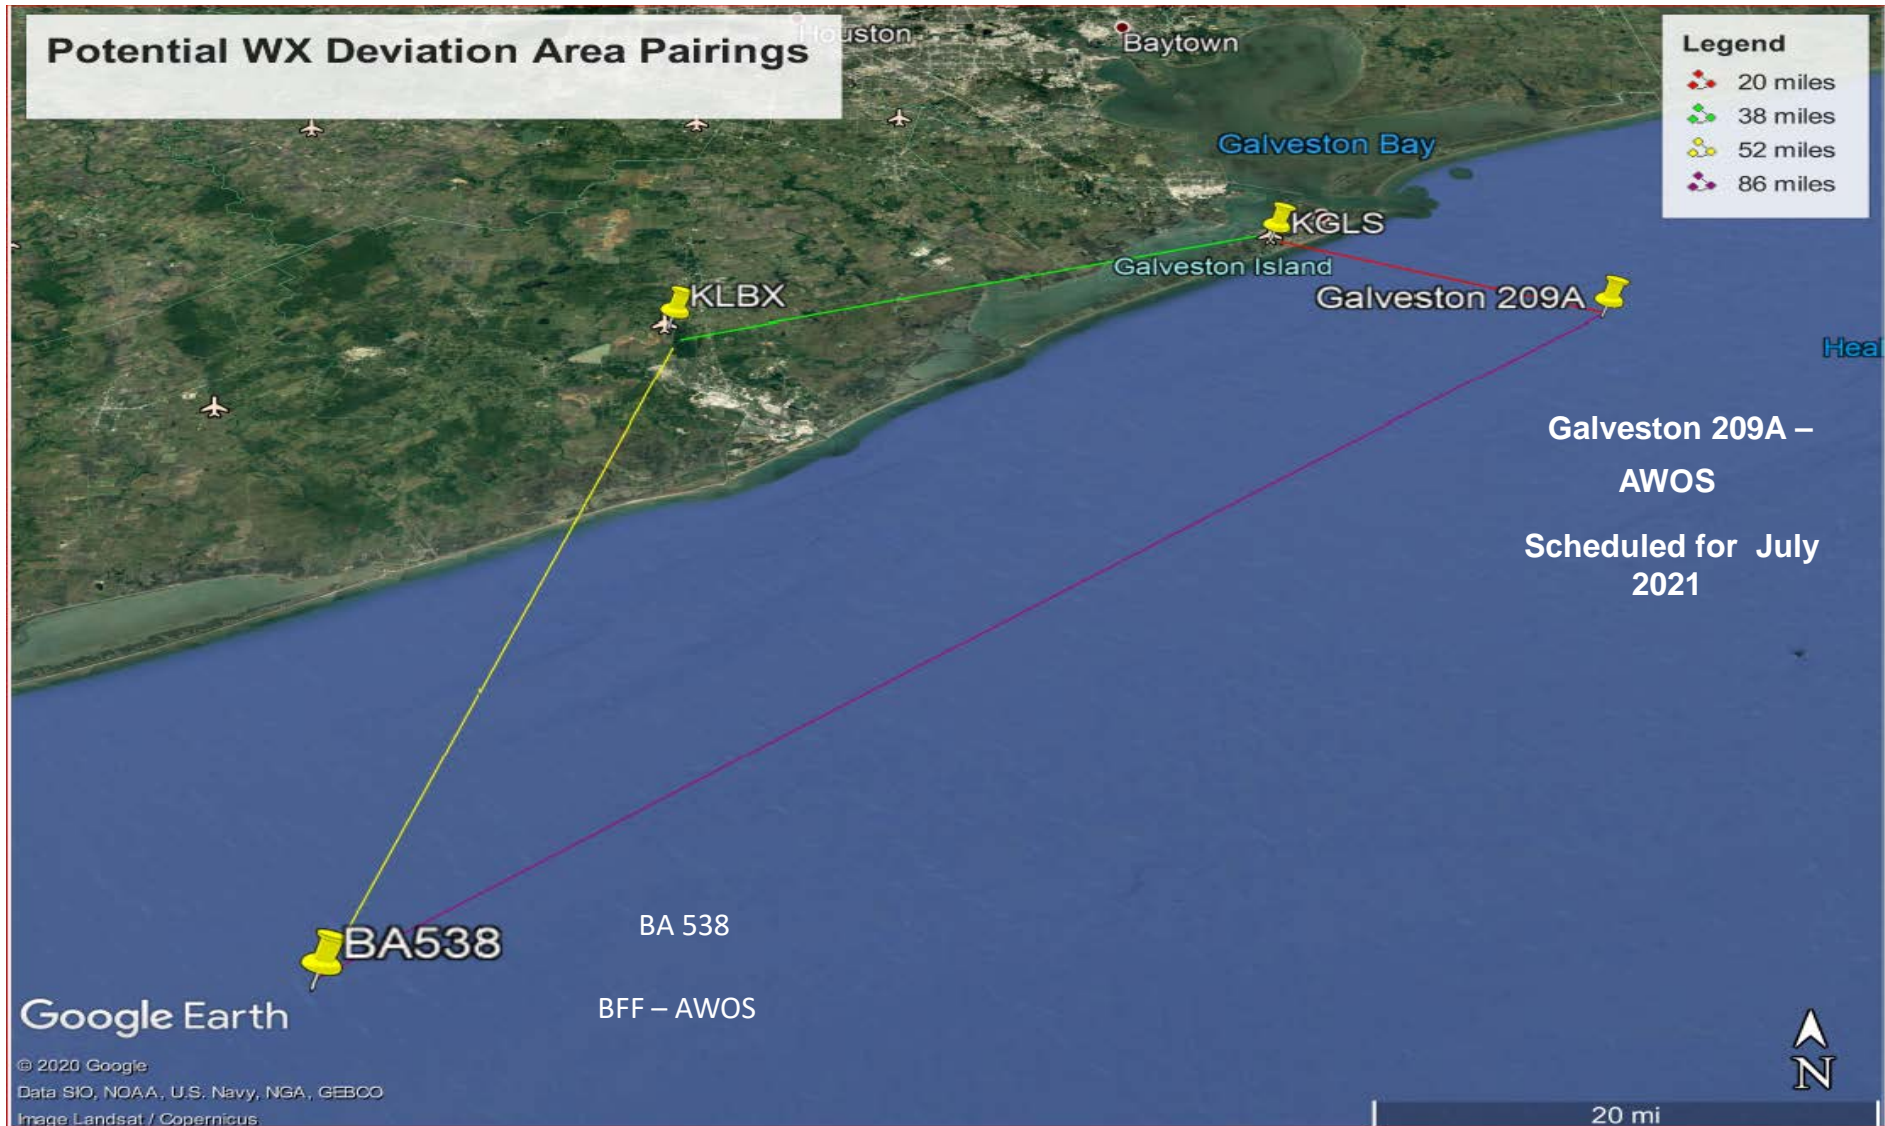 Potential WX Deviation Area Pairings
Houston
Baytown
Legend
20 miles
38 miles
52 miles
86 miles
Galveston Bay
KGLS
Galveston Island
KLBX
Galveston 209A
Heal
Galveston 209A –
AWOS
Scheduled for July
2021
BA538
BA 538
BFF – AWOS
Google Earth
© 2020 Google
Data SIO, NOAA, U.S. Navy, NGA, GEBCO
Image Landsat / Copernicus
N
20 mi